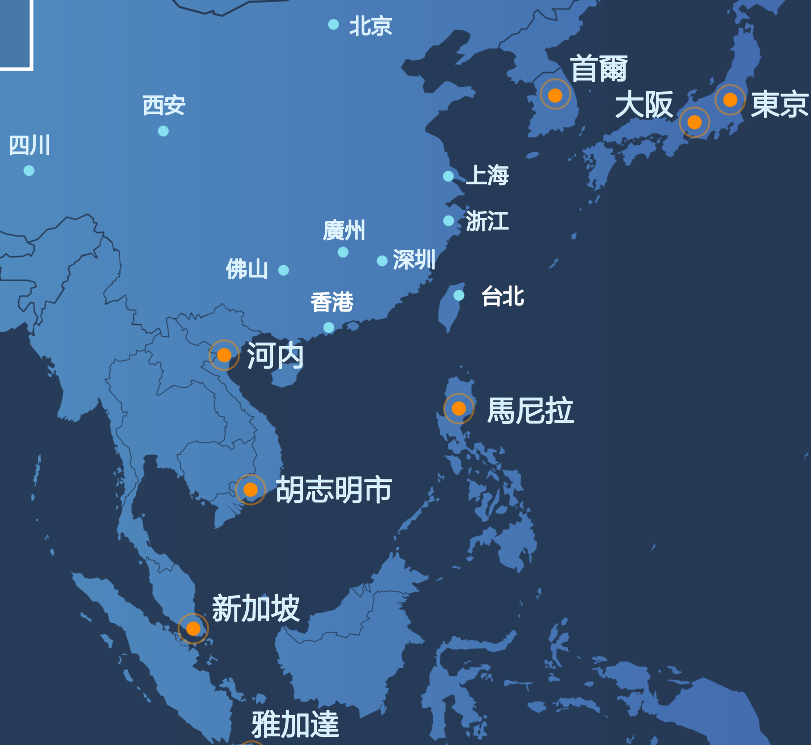 北京
首爾
西安
大阪
東京
四川
上海
浙江
廣州
深圳
佛山
香港
台北
河内
馬尼拉
胡志明市
新加坡
雅加達